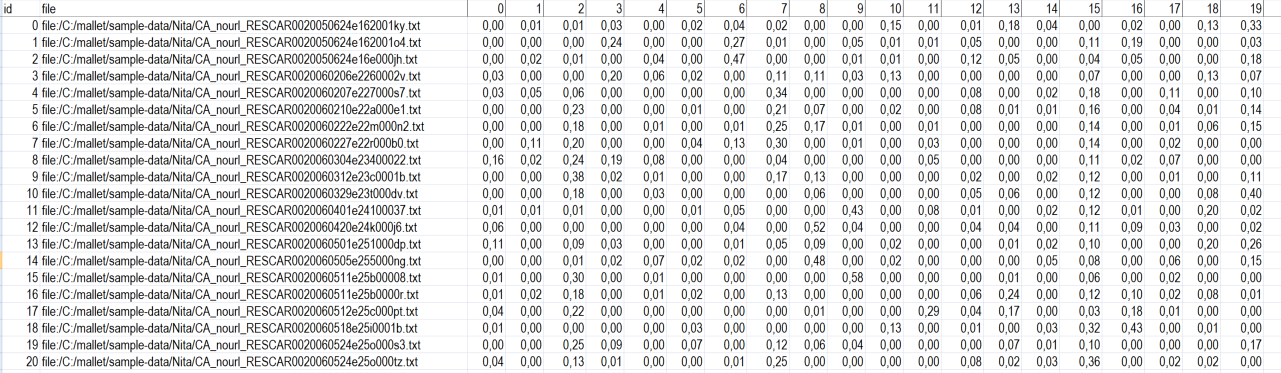 id file 0 1 2 3 4 5 6 7 8 9 10 11 12 13 14 15 16 17 18 19
0 file:/C:/mallet/sample-data/Nita/CA_nourl_RESCAR0020050624e162001ky.txt 0,00 0,01 0,01 0,03 0,00 0,02 0,04 0,02 0,00 0,00 0,15 0,00 0,01 0,18 0,04 0,00 0,02 0,00 0,13 0,33
1 file:/C:/mallet/sample-data/Nita/CA_nourl_RESCAR0020050624e162001o4.txt 0,00 0,00 0,00 0,24 0,00 0,00 0,27 0,01 0,00 0,05 0,01 0,01 0,05 0,00 0,00 0,11 0,19 0,00 0,00 0,03
2 file:/C:/mallet/sample-data/Nita/CA_nourl_RESCAR0020050624e16e000jh.txt 0,00 0,02 0,01 0,00 0,04 0,00 0,47 0,00 0,00 0,01 0,01 0,00 0,12 0,05 0,00 0,04 0,05 0,00 0,00 0,18
3 file:/C:/mallet/sample-data/Nita/CA_nourl_RESCAR0020060206e2260002v.txt 0,03 0,00 0,00 0,20 0,06 0,02 0,00 0,11 0,11 0,03 0,13 0,00 0,00 0,00 0,00 0,07 0,00 0,00 0,13 0,07
4 file:/C:/mallet/sample-data/Nita/CA_nourl_RESCAR0020060207e227000s7.txt 0,03 0,05 0,06 0,00 0,00 0,00 0,00 0,34 0,00 0,00 0,00 0,00 0,08 0,00 0,02 0,18 0,00 0,11 0,00 0,10
5 file:/C:/mallet/sample-data/Nita/CA_nourl_RESCAR0020060210e22a000e1.txt 0,00 0,00 0,23 0,00 0,00 0,01 0,00 0,21 0,07 0,00 0,02 0,00 0,08 0,01 0,01 0,16 0,00 0,04 0,01 0,14
6 file:/C:/mallet/sample-data/Nita/CA_nourl_RESCAR0020060222e22m000n2.txt 0,00 0,00 0,18 0,00 0,01 0,00 0,01 0,25 0,17 0,01 0,00 0,01 0,00 0,00 0,00 0,14 0,00 0,01 0,06 0,15
7 file:/C:/mallet/sample-data/Nita/CA_nourl_RESCAR0020060227e22r000b0.txt 0,00 0,11 0,20 0,00 0,00 0,04 0,13 0,30 0,00 0,01 0,00 0,03 0,00 0,00 0,00 0,14 0,00 0,02 0,00 0,00
8 file:/C:/mallet/sample-data/Nita/CA_nourl_RESCAR0020060304e23400022.txt 0,16 0,02 0,24 0,19 0,08 0,00 0,00 0,04 0,00 0,00 0,00 0,05 0,00 0,00 0,00 0,11 0,02 0,07 0,00 0,00
9 file:/C:/mallet/sample-data/Nita/CA_nourl_RESCAR0020060312e23c0001b.txt 0,00 0,00 0,38 0,02 0,01 0,00 0,00 0,17 0,13 0,00 0,00 0,00 0,02 0,00 0,02 0,12 0,00 0,01 0,00 0,11
10 file:/C:/mallet/sample-data/Nita/CA_nourl_RESCAR0020060329e23t000dv.txt 0,00 0,00 0,18 0,00 0,03 0,00 0,00 0,00 0,06 0,00 0,00 0,00 0,05 0,06 0,00 0,12 0,00 0,00 0,08 0,40
11 file:/C:/mallet/sample-data/Nita/CA_nourl_RESCAR0020060401e24100037.txt 0,01 0,01 0,01 0,00 0,00 0,01 0,05 0,00 0,00 0,43 0,00 0,08 0,01 0,00 0,02 0,12 0,01 0,00 0,20 0,02
12 file:/C:/mallet/sample-data/Nita/CA_nourl_RESCAR0020060420e24k000j6.txt 0,06 0,00 0,00 0,00 0,00 0,00 0,04 0,00 0,52 0,04 0,00 0,00 0,04 0,04 0,00 0,11 0,09 0,03 0,00 0,02
13 file:/C:/mallet/sample-data/Nita/CA_nourl_RESCAR0020060501e251000dp.txt 0,11 0,00 0,09 0,03 0,00 0,00 0,01 0,05 0,09 0,00 0,02 0,00 0,00 0,01 0,02 0,10 0,00 0,00 0,20 0,26
14 file:/C:/mallet/sample-data/Nita/CA_nourl_RESCAR0020060505e255000ng.txt 0,00 0,00 0,01 0,02 0,07 0,02 0,02 0,00 0,48 0,00 0,02 0,00 0,00 0,00 0,05 0,08 0,00 0,06 0,00 0,15
15 file:/C:/mallet/sample-data/Nita/CA_nourl_RESCAR0020060511e25b00008.txt 0,01 0,00 0,30 0,00 0,01 0,00 0,00 0,00 0,00 0,58 0,00 0,00 0,00 0,01 0,00 0,06 0,00 0,02 0,00 0,00
16 file:/C:/mallet/sample-data/Nita/CA_nourl_RESCAR0020060511e25b0000r.txt 0,01 0,02 0,18 0,00 0,01 0,02 0,00 0,13 0,00 0,00 0,00 0,00 0,06 0,24 0,00 0,12 0,10 0,02 0,08 0,01
17 file:/C:/mallet/sample-data/Nita/CA_nourl_RESCAR0020060512e25c000pt.txt 0,04 0,00 0,22 0,00 0,00 0,00 0,00 0,00 0,01 0,00 0,00 0,29 0,04 0,17 0,00 0,03 0,18 0,01 0,00 0,00
18 file:/C:/mallet/sample-data/Nita/CA_nourl_RESCAR0020060518e25i0001b.txt 0,01 0,00 0,00 0,00 0,00 0,03 0,00 0,00 0,00 0,00 0,13 0,00 0,01 0,00 0,03 0,32 0,43 0,00 0,01 0,00
19 file:/C:/mallet/sample-data/Nita/CA_nourl_RESCAR0020060524e25o000s3.txt 0,00 0,00 0,25 0,09 0,00 0,07 0,00 0,12 0,06 0,04 0,00 0,00 0,00 0,07 0,01 0,10 0,00 0,00 0,00 0,17
20 file:/C:/mallet/sample-data/Nita/CA_nourl_RESCAR0020060524e25o000tz.txt 0,04 0,00 0,13 0,01 0,00 0,00 0,01 0,25 0,00 0,00 0,00 0,00 0,08 0,02 0,03 0,36 0,00 0,02 0,02 0,00